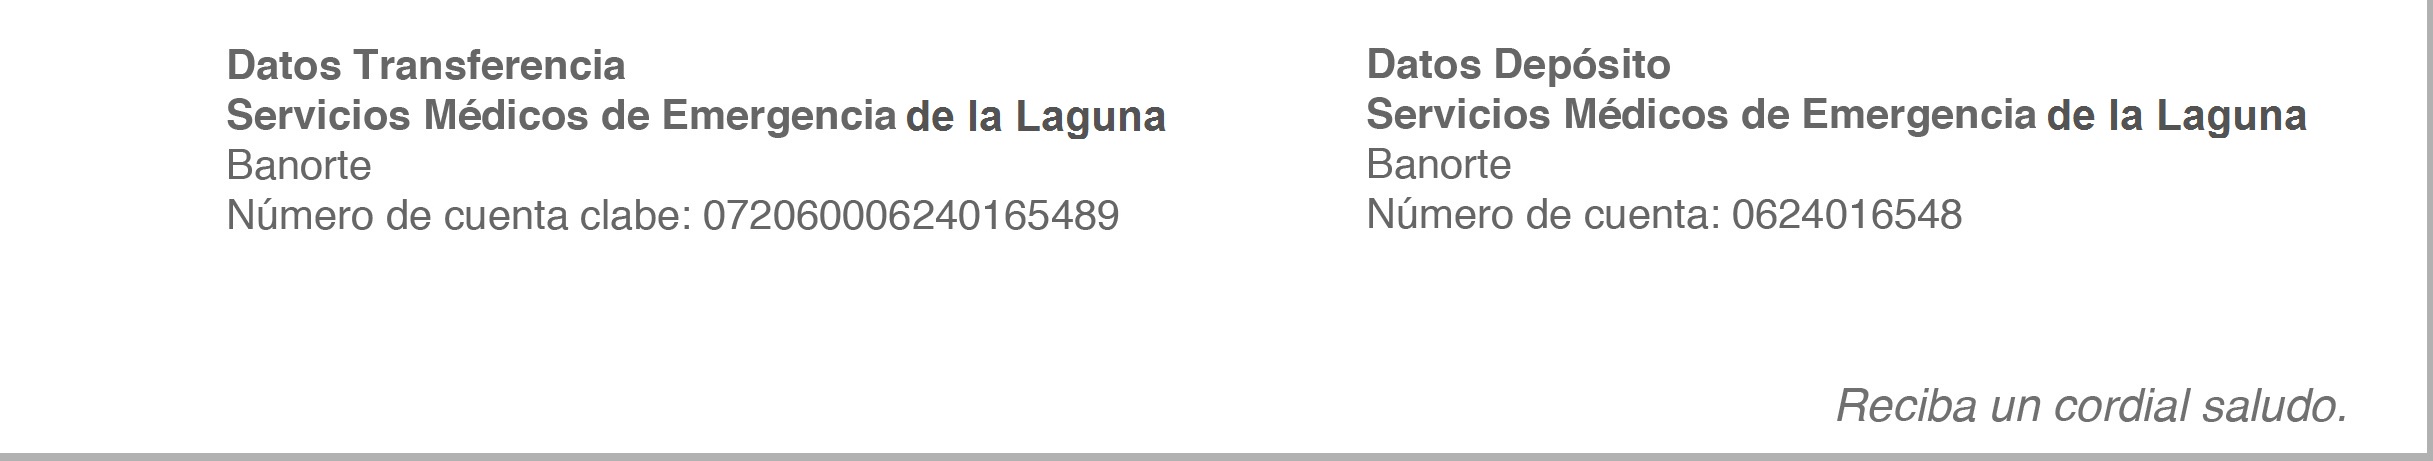 Datos Transferencia
Servicios Médicos de Emergencia de la Laguna
Banorte
Número de cuenta clabe: 072060006240165489
Datos Depósito
Servicios Médicos de Emergencia de la Laguna
Banorte
Número de cuenta: 0624016548
Reciba un cordial saludo.